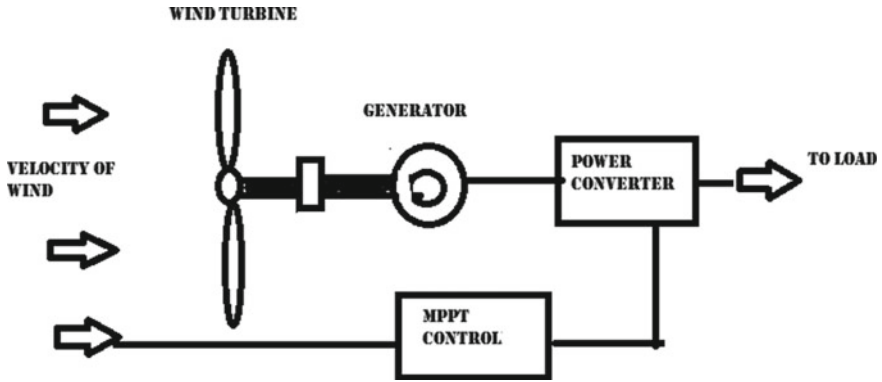 WIND TURBINE
GENERATOR
VELOCITY OF
WIND
POWER
CONVERTER
TO LOAD
MPPT
CONTROL